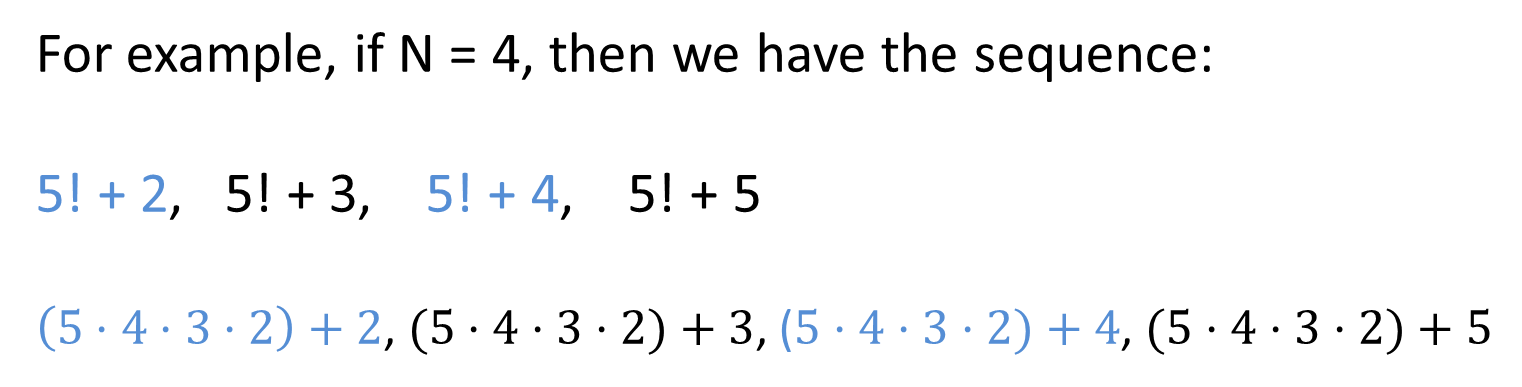 For example, if N = 4, then we have the sequence:
5! + 2, 5! + 3, 5! + 4, 5! + 5
(5 · 4 · 3 · 2) + 2, (5 · 4 · 3 · 2) + 3, (5 · 4 · 3 · 2) + 4, (5 · 4 · 3 · 2) + 5